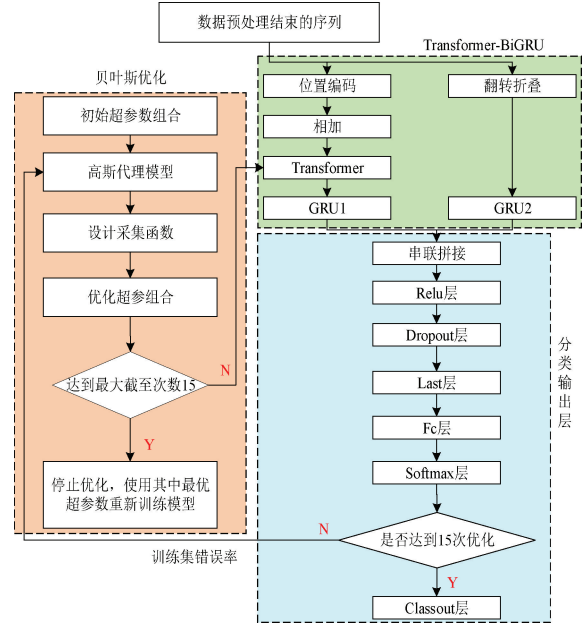 数据预处理结束的序列
Transformer-BiGRU
贝叶斯优化
初始超参数组合
高斯代理模型
设计采集函数
优化超参组合
达到最大截至次数15
N
Y
停止优化，使用其中最优
超参数重新训练模型
位置编码
翻转折叠
相加
Transformer
GRU1
GRU2
串联拼接
Relu层
Dropout层
Last层
Fc层
Softmax层
是否达到15次优化
N
训练集错误率
Y
Classout层
分类输出层